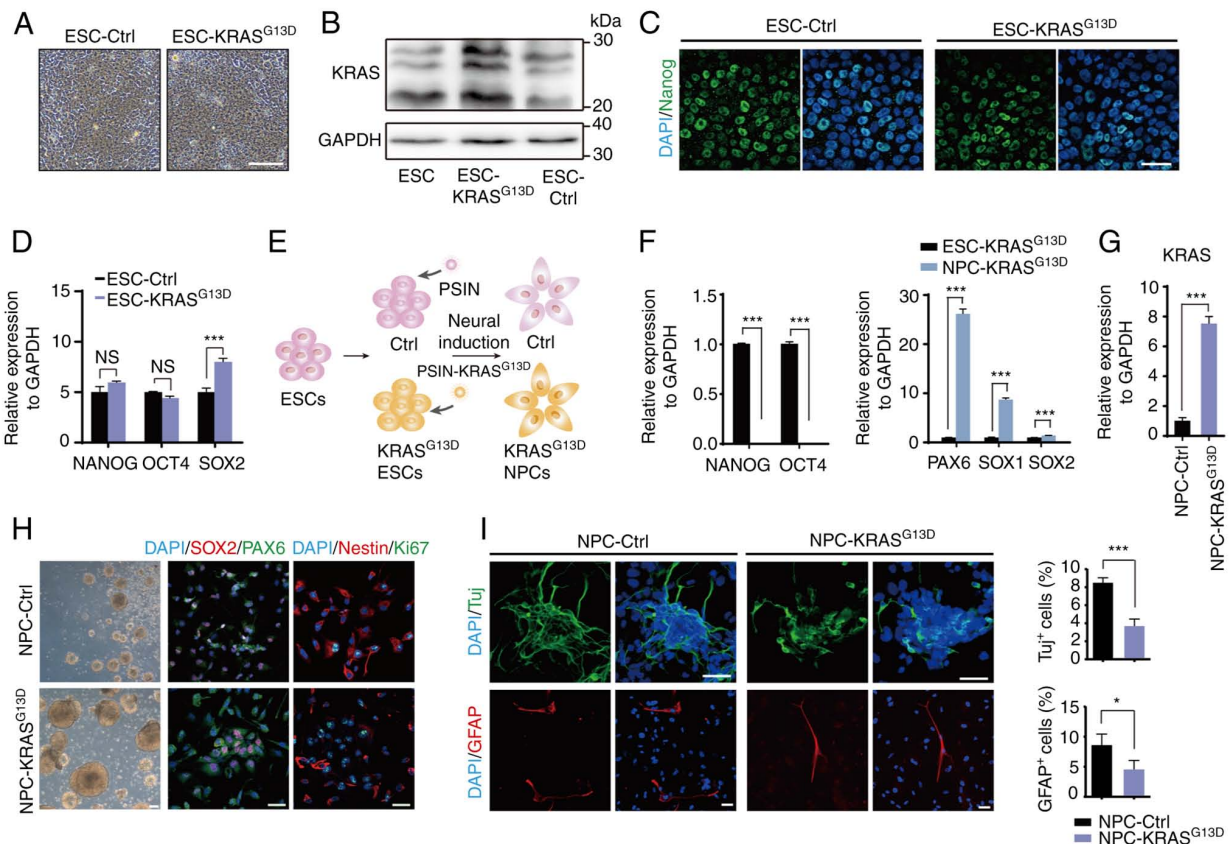 A
ESC-Ctrl
ESC-KRAS^G13D
B
kDa
KRAS
30
20
GAPDH
40
30
ESC
ESC-
KRAS^G13D
ESC-
Ctrl
C
ESC-Ctrl
ESC-KRAS^G13D
DAPI/Nanog
D
ESC-Ctrl
ESC-KRAS^G13D
Relative expression
to GAPDH
15
10
5
0
NS
NS
***
NANOG
OCT4
SOX2
E
PSIN
Ctrl
Neural
induction
Ctrl
PSIN-KRAS^G13D
ESCs
KRAS^G13D
ESCs
KRAS^G13D
NPCs
F
ESC-KRAS^G13D
NPC-KRAS^G13D
Relative expression
to GAPDH
1.5
1.0
0.5
0.0
***
***
NANOG
OCT4
Relative expression
to GAPDH
30
20
10
0
***
***
***
PAX6
SOX1
SOX2
G
KRAS
Relative expression
to GAPDH
10
8
6
4
2
0
***
NPC-Ctrl
NPC-KRAS^G13D
H
DAPI/SOX2/PAX6
DAPI/Nestin/Ki67
NPC-Ctrl
NPC-KRAS^G13D
I
NPC-Ctrl
NPC-KRAS^G13D
DAPI/Tuj
DAPI/GFAP
Tuj⁺ cells (%)
10
8
6
4
2
0
***
GFAP⁺ cells (%)
15
10
5
0
*
NPC-Ctrl
NPC-KRAS^G13D